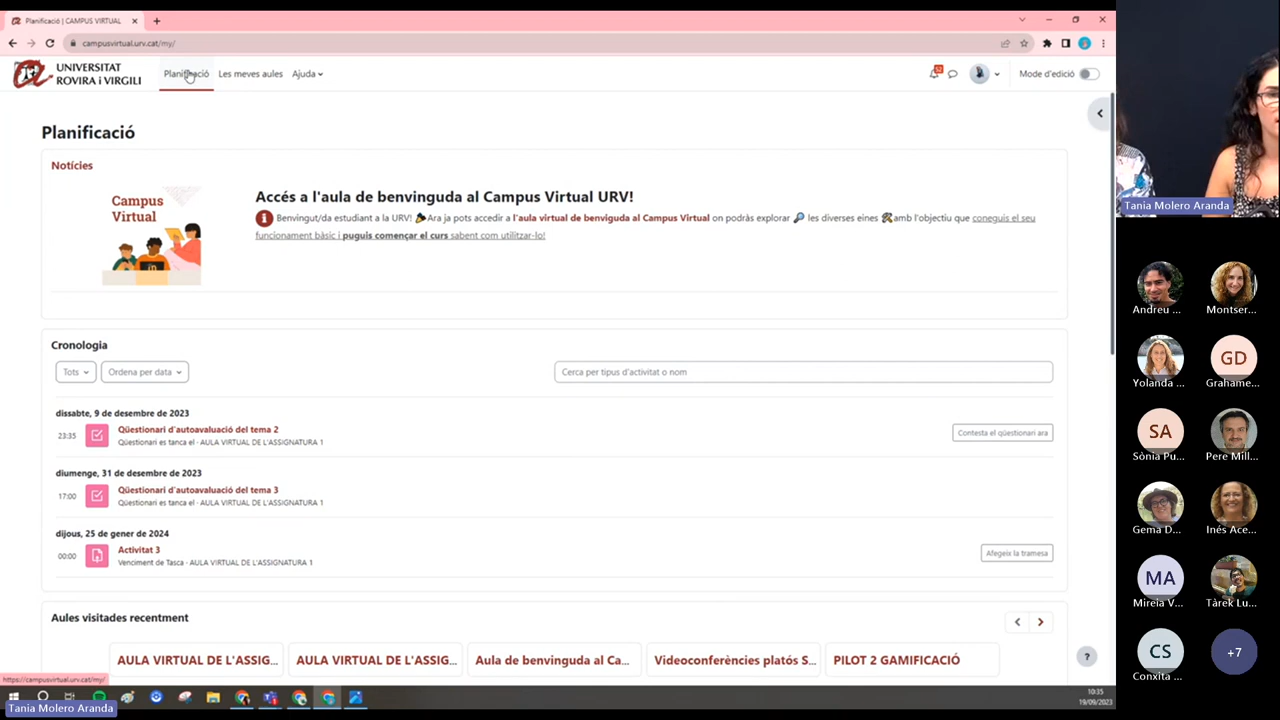 Planificació | CAMPUS VIRTUAL
campusvirtual.urv.cat/my/
UNIVERSITAT
ROVIRA i VIRGILI
Planificació
Les meves aules
Ajuda
Mode d'edició
Planificació
Notícies
Campus
Virtual
Accés a l'aula de benvinguda al Campus Virtual URV!
Benvingut/da estudiant a la URV! Ara ja pots accedir a l'aula virtual de benviguda al Campus Virtual on podràs explorar les diverses eines amb l'objectiu que coneguis el seu
funcionament bàsic i puguis començar el curs sabent com utilitzar-lo!
Cronologia
Tots
Ordena per data
Cerca per tipus d'activitat o nom
dissabte, 9 de desembre de 2023
23:35
Qüestionari d'autoavaluació del tema 2
Qüestionari es tanca el · AULA VIRTUAL DE L'ASSIGNATURA 1
Contesta el qüestionari ara
diumenge, 31 de desembre de 2023
17:00
Qüestionari d'autoavaluació del tema 3
Qüestionari es tanca el · AULA VIRTUAL DE L'ASSIGNATURA 1
dijous, 25 de gener de 2024
00:00
Activitat 3
Venciment de Tasca · AULA VIRTUAL DE L'ASSIGNATURA 1
Afegeix la tramesa
Aules visitades recentment
AULA VIRTUAL DE L'ASSIG...
AULA VIRTUAL DE L'ASSIG...
Aula de benvinguda al Ca...
Videoconferències platós S...
PILOT 2 GAMIFICACIÓ
?
https://campusvirtual.urv.cat/my/
10:35
19/09/2023
Tania Molero Aranda
Tania Molero Aranda
Andreu ...
Montser...
Yolanda ...
GD
Grahame...
SA
Sònia Pu...
Pere Mill...
Gema D...
Inés Ace...
MA
Mireia V...
Tàrek Lu...
CS
Conxita ...
+7